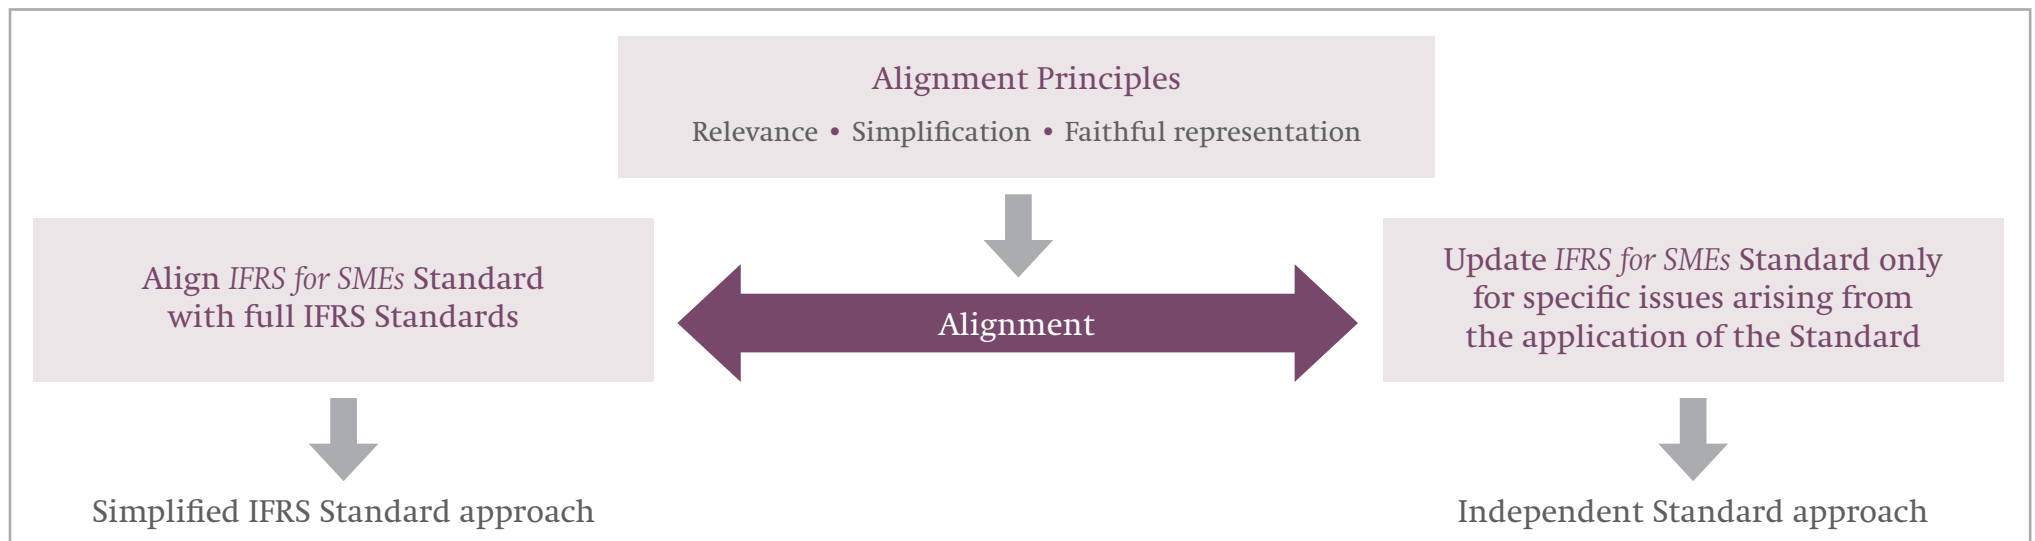 Alignment Principles
Relevance • Simplification • Faithful representation
Align IFRS for SMEs Standard
with full IFRS Standards
Alignment
Update IFRS for SMEs Standard only
for specific issues arising from
the application of the Standard
Simplified IFRS Standard approach
Independent Standard approach